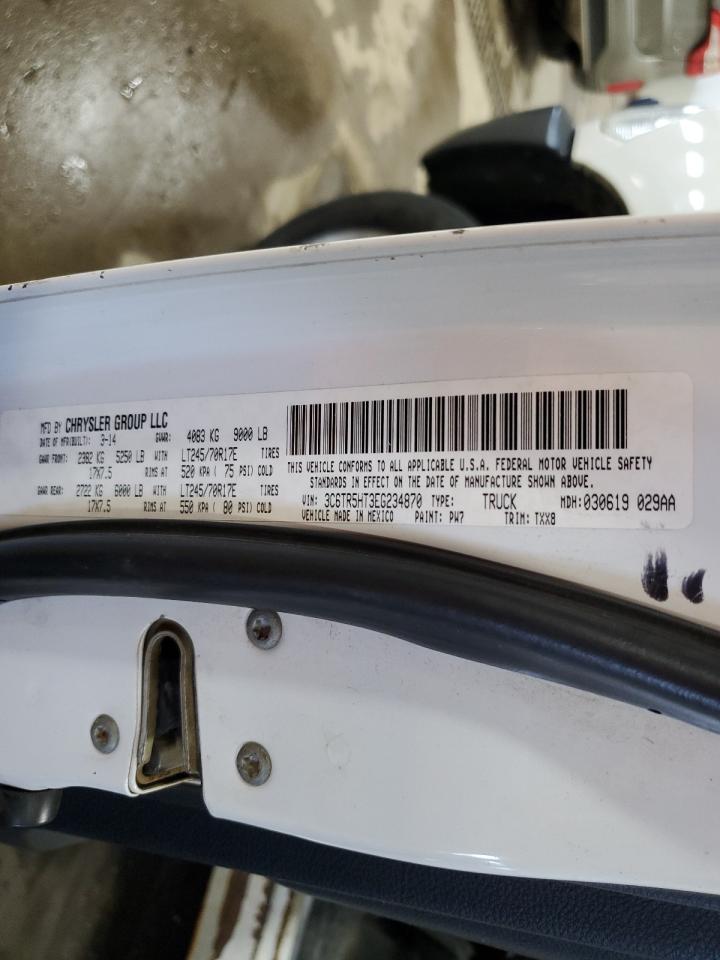 MFD BY CHRYSLER GROUP LLC
DATE OF MFR(BUILT): 3-14 GVWR: 4083 KG 9000 LB
GAWR FRONT: 2382 KG 5250 LB WITH LT245/70R17E TIRES
17X7.5 RIMS AT 520 KPA ( 75 PSI) COLD
GAWR REAR: 2722 KG 6000 LB WITH LT245/70R17E TIRES
17X7.5 RIMS AT 550 KPA ( 80 PSI) COLD
THIS VEHICLE CONFORMS TO ALL APPLICABLE U.S.A. FEDERAL MOTOR VEHICLE SAFETY
STANDARDS IN EFFECT ON THE DATE OF MANUFACTURE SHOWN ABOVE.
VIN: 3C6TR5HT3EG234870 TYPE: TRUCK MDH:030619 029AA
VEHICLE MADE IN MEXICO PAINT: PW7 TRIM: TXX8